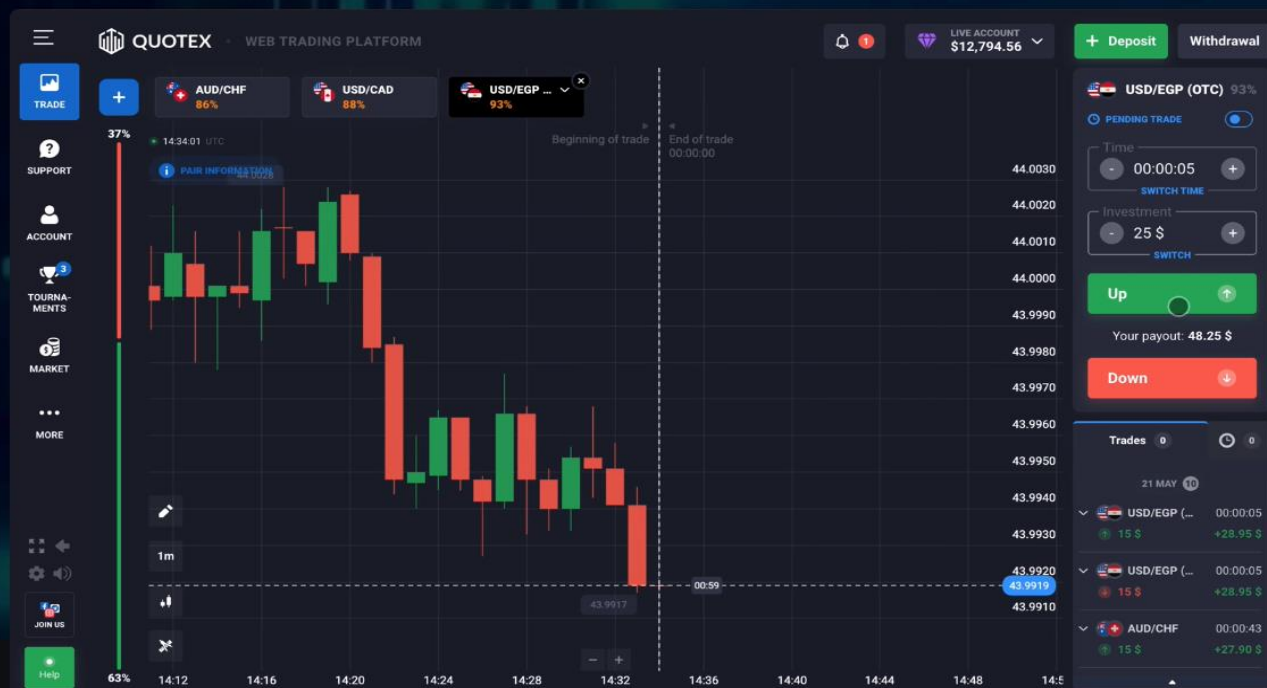 QUOTEX
WEB TRADING PLATFORM
1
LIVE ACCOUNT
$12,794.56
+ Deposit
Withdrawal
TRADE
SUPPORT
ACCOUNT
3
TOURNA-
MENTS
MARKET
MORE
JOIN US
Help
37%
63%
+
AUD/CHF
86%
USD/CAD
88%
USD/EGP ...
93%
14:34:01 UTC
PAIR INFORMATION
44.0028
Beginning of trade
End of trade
00:00:00
44.0030
44.0020
44.0010
44.0000
43.9990
43.9980
43.9970
43.9960
43.9950
43.9940
43.9930
43.9920
43.9919
43.9910
00:59
43.9917
1m
− +
14:12 14:16 14:20 14:24 14:28 14:32 14:36 14:40 14:44 14:48
USD/EGP (OTC) 93%
PENDING TRADE
Time
- 00:00:05 +
SWITCH TIME
Investment
- 25 $ +
SWITCH
Up
Your payout: 48.25 $
Down
Trades 0
0
21 MAY 10
USD/EGP (... 00:00:05
15 $ +28.95 $
USD/EGP (... 00:00:05
15 $ +28.95 $
AUD/CHF 00:00:43
15 $ +27.90 $